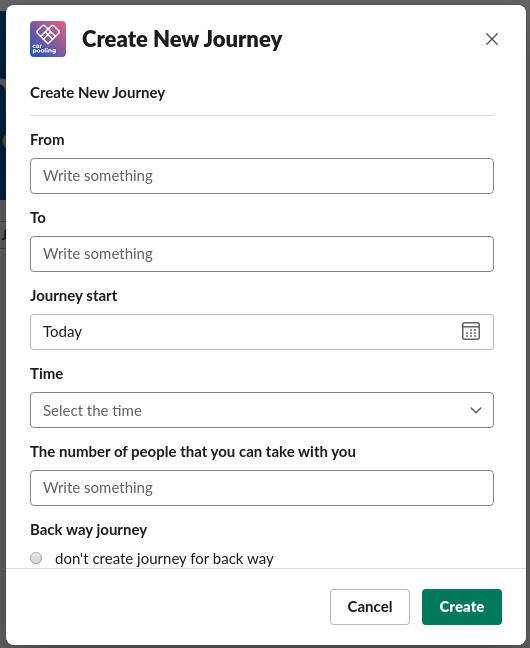 car
pooling
Create New Journey
Create New Journey
From
Write something
To
Write something
Journey start
Today
Time
Select the time
The number of people that you can take with you
Write something
Back way journey
don't create journey for back way
Cancel
Create